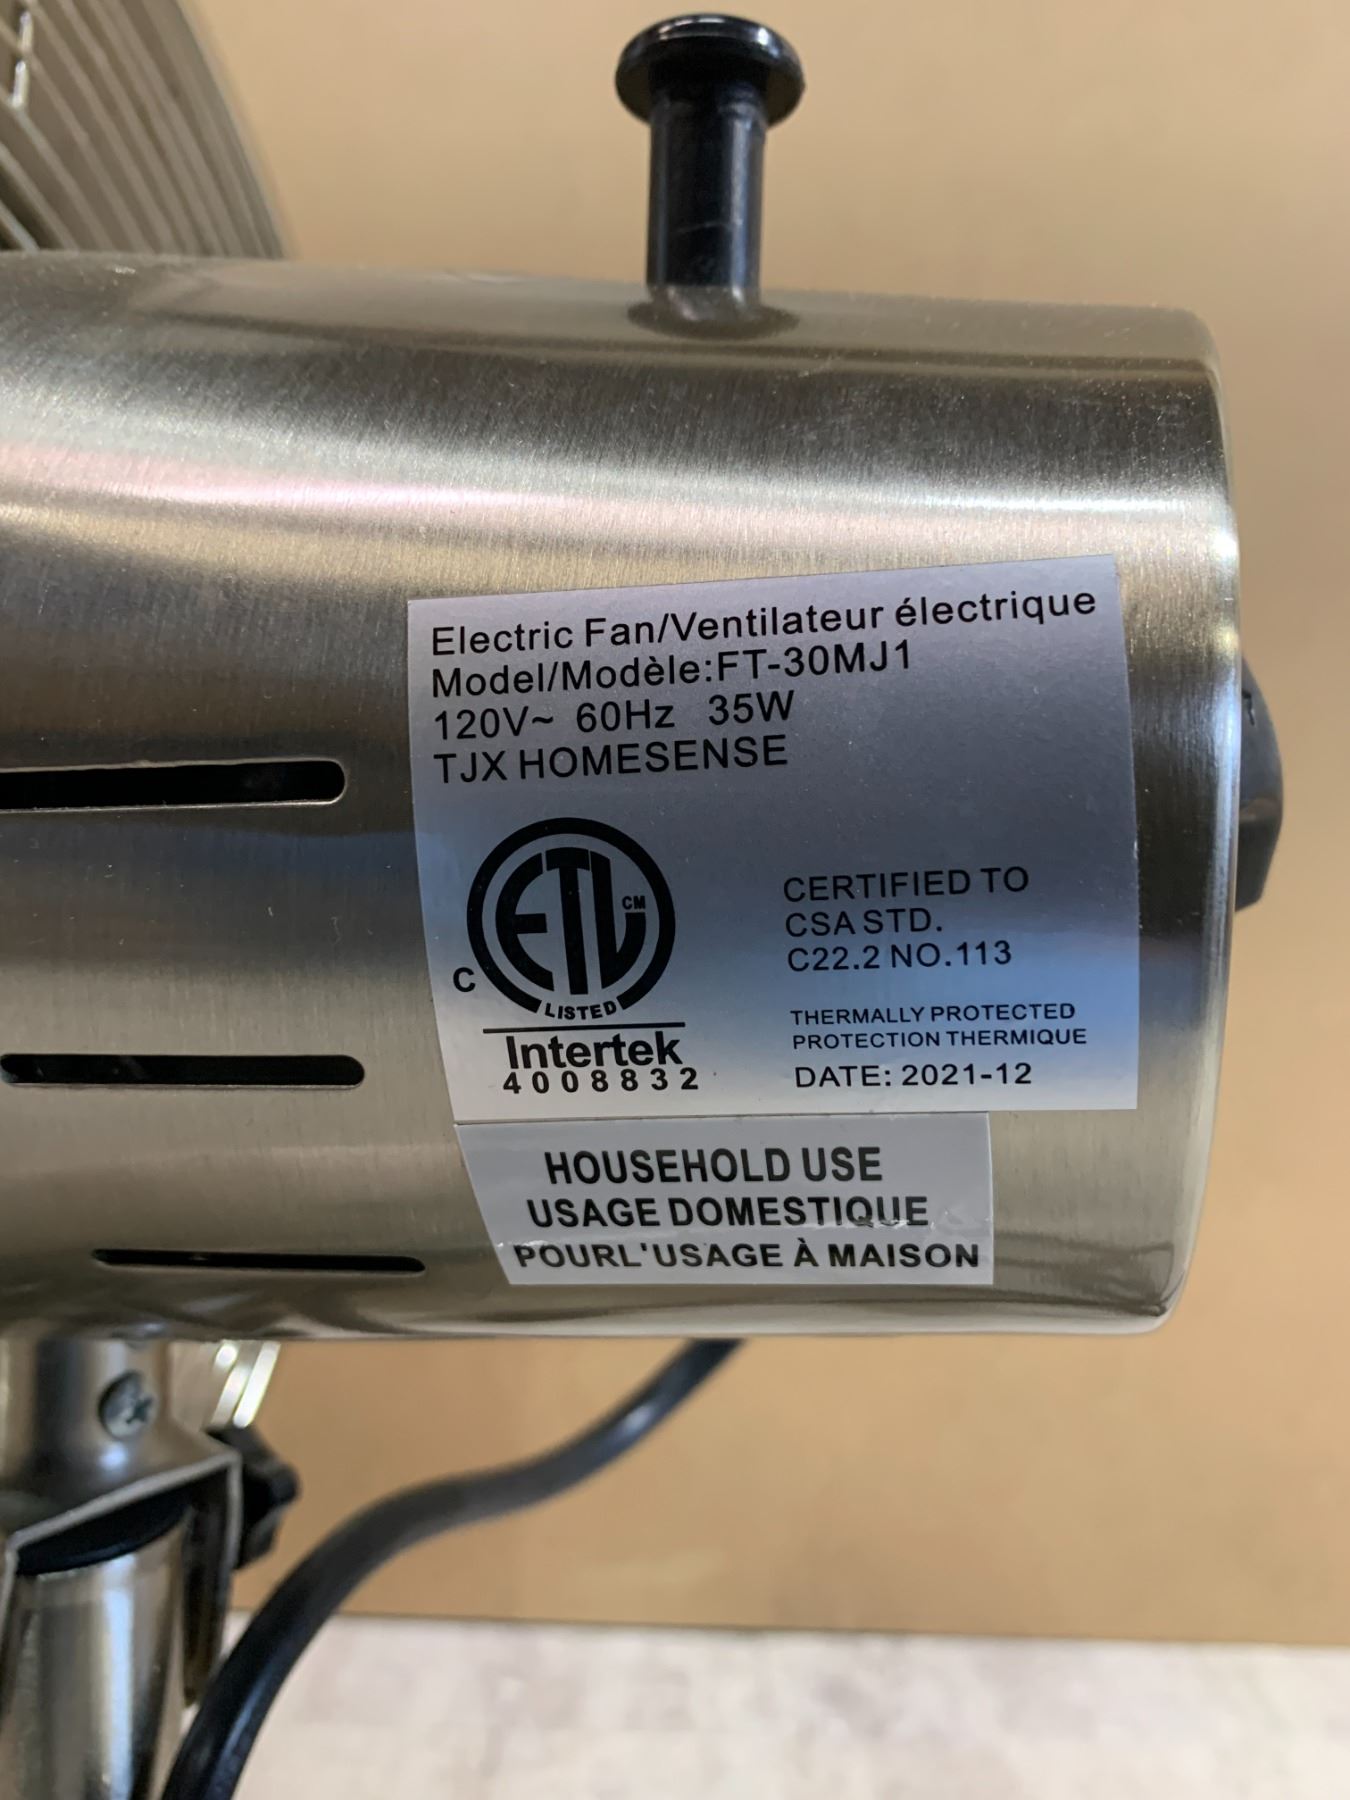 Electric Fan/Ventilateur électrique
Model/Modèle:FT-30MJ1
120V~ 60Hz 35W
TJX HOMESENSE
C ETL CM
LISTED
Intertek
4008832
CERTIFIED TO
CSA STD.
C22.2 NO.113
THERMALLY PROTECTED
PROTECTION THERMIQUE
DATE: 2021-12
HOUSEHOLD USE
USAGE DOMESTIQUE
POURL'USAGE À MAISON